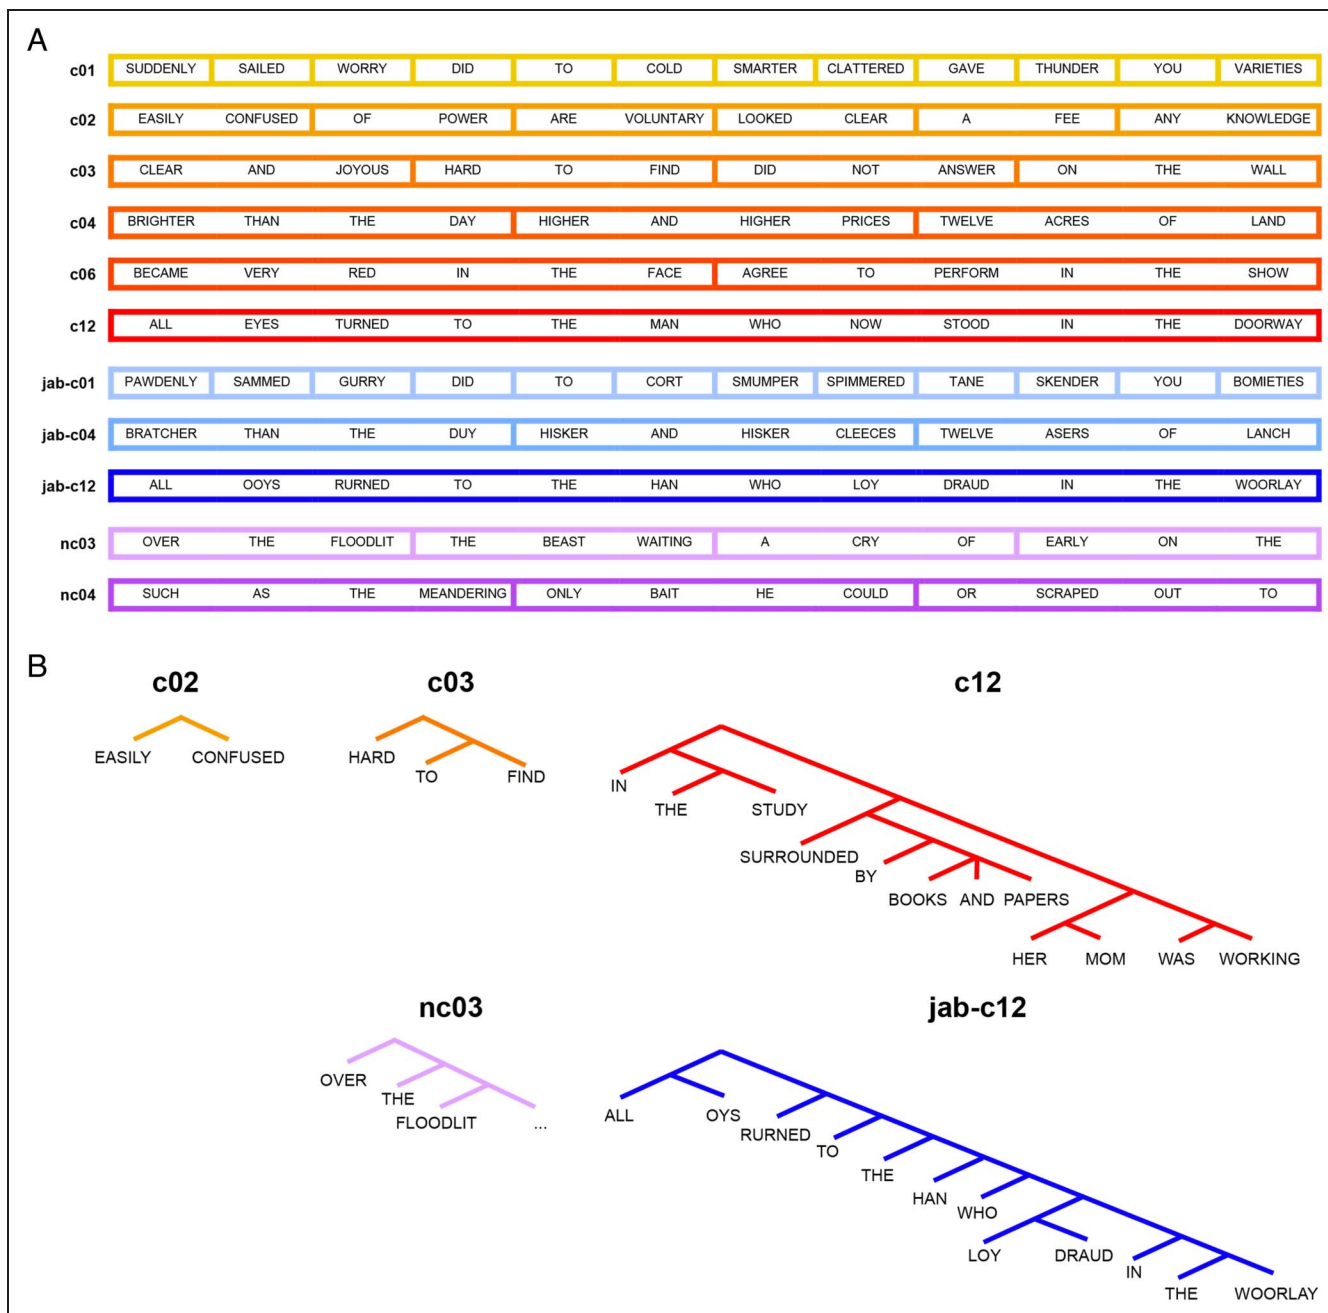 A
c01 SUDDENLY SAILED WORRY DID TO COLD SMARTER CLATTERED GAVE THUNDER YOU VARIETIES
c02 EASILY CONFUSED OF POWER ARE VOLUNTARY LOOKED CLEAR A FEE ANY KNOWLEDGE
c03 CLEAR AND JOYOUS HARD TO FIND DID NOT ANSWER ON THE WALL
c04 BRIGHTER THAN THE DAY HIGHER AND HIGHER PRICES TWELVE ACRES OF LAND
c06 BECAME VERY RED IN THE FACE AGREE TO PERFORM IN THE SHOW
c12 ALL EYES TURNED TO THE MAN WHO NOW STOOD IN THE DOORWAY
jab-c01 PAWDENLY SAMMED GURRY DID TO CORT SMUMPER SPIMMERED TANE SKENDER YOU BOMIETIES
jab-c04 BRATCHER THAN THE DUY HISKER AND HISKER CLEECES TWELVE ASERS OF LANCH
jab-c12 ALL OOYS RURNED TO THE HAN WHO LOY DRAUD IN THE WOORLAY
nc03 OVER THE FLOODLIT THE BEAST WAITING A CRY OF EARLY ON THE
nc04 SUCH AS THE MEANDERING ONLY BAIT HE COULD OR SCRAPED OUT TO
B
c02
EASILY CONFUSED
c03
HARD
TO FIND
c12
IN
THE STUDY
SURROUNDED
BY
BOOKS AND PAPERS
HER MOM WAS WORKING
nc03
OVER
THE
FLOODLIT ...
jab-c12
ALL OYS
RURNED
TO
THE
HAN
WHO
LOY DRAUD
IN
THE WOORLAY